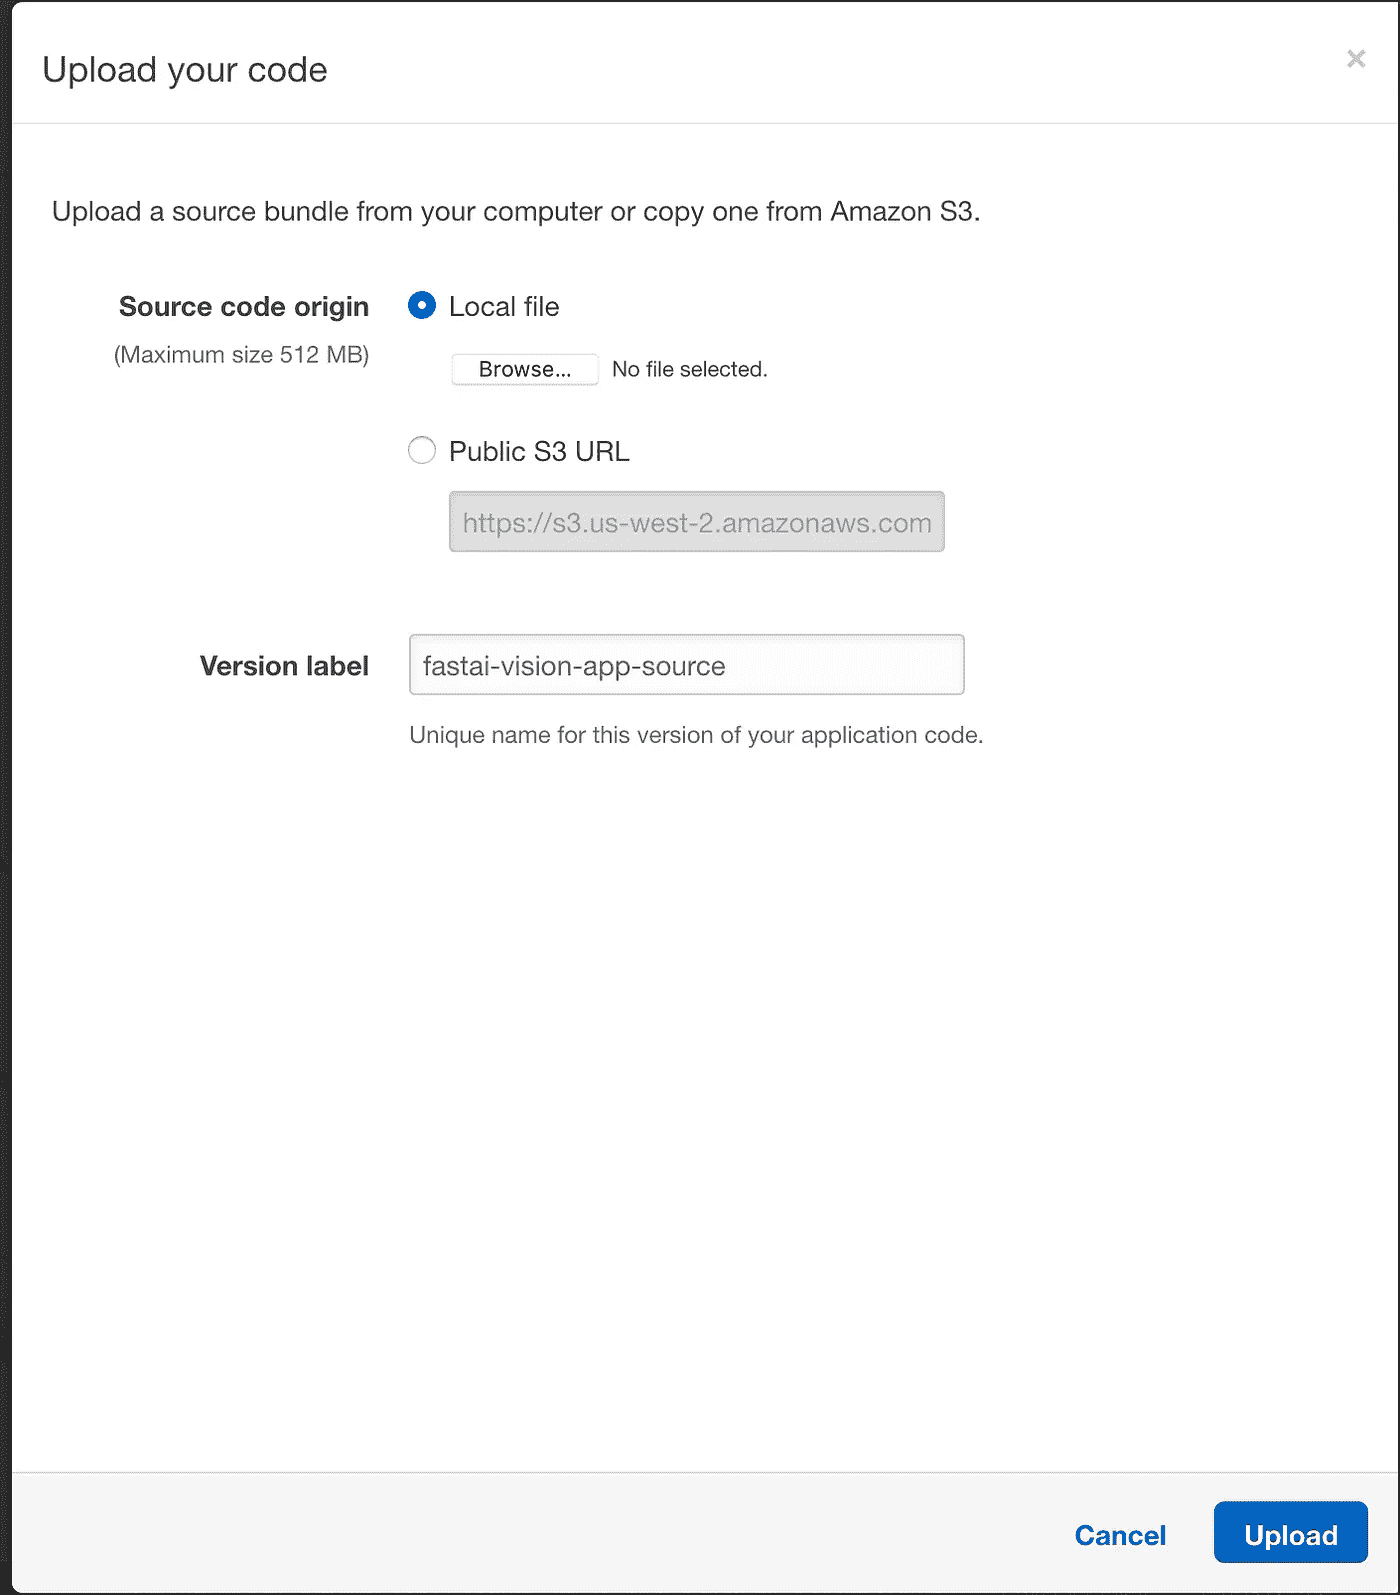 Upload your code
×
Upload a source bundle from your computer or copy one from Amazon S3.
Source code origin
(Maximum size 512 MB)
Local file
Browse... No file selected.
Public S3 URL
https://s3.us-west-2.amazonaws.com
Version label
fastai-vision-app-source
Unique name for this version of your application code.
Cancel
Upload